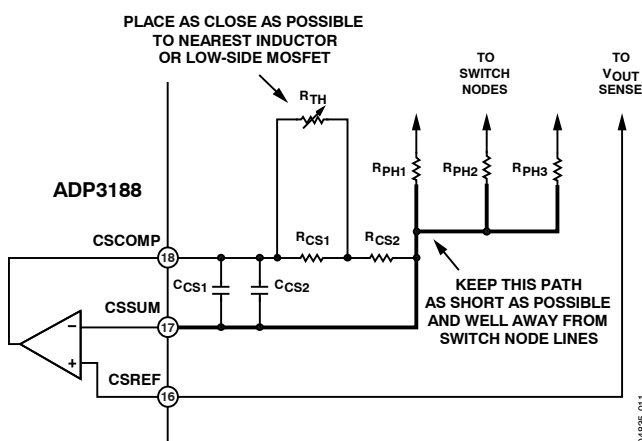 PLACE AS CLOSE AS POSSIBLE
TO NEAREST INDUCTOR
OR LOW-SIDE MOSFET
TO
SWITCH
NODES
TO
VOUT
SENSE
RTH
RPH1
RPH2
RPH3
ADP3188
CSCOMP
18
RCS1
RCS2
CCS1
CCS2
KEEP THIS PATH
AS SHORT AS POSSIBLE
AND WELL AWAY FROM
SWITCH NODE LINES
CSSUM
17
–
+
CSREF
16
04835-011